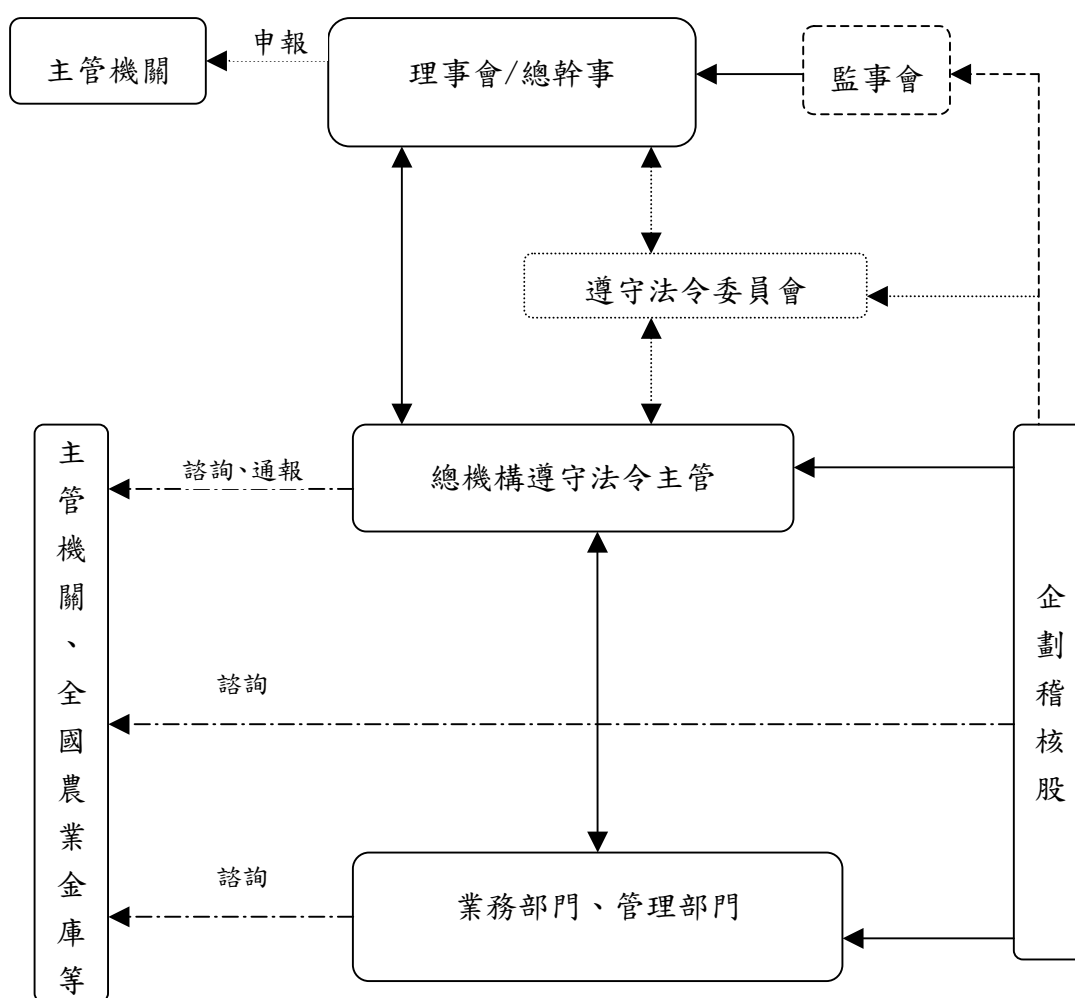 主管機關
申報
理事會/總幹事
監事會
遵守法令委員會
主管機關、全國農業金庫等
諮詢、通報
總機構遵守法令主管
企劃稽核股
諮詢
諮詢
業務部門、管理部門